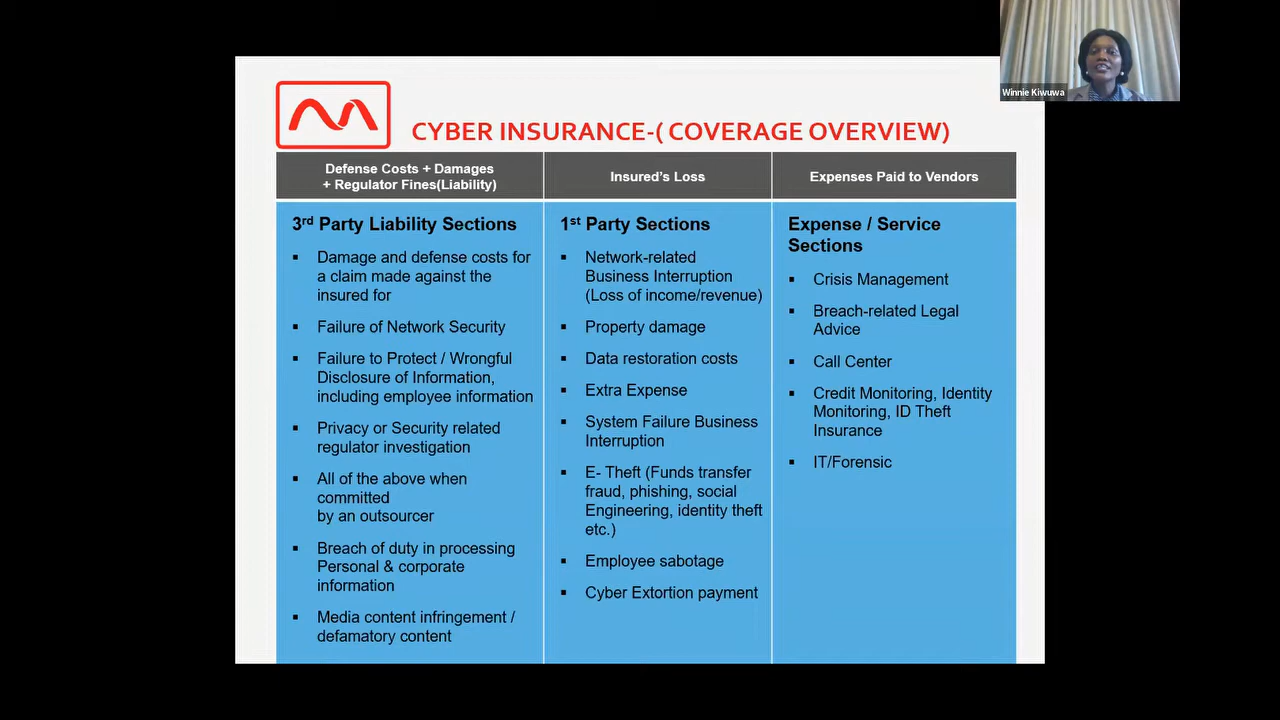 Winnie Kiwuwa
CYBER INSURANCE-( COVERAGE OVERVIEW)
Defense Costs + Damages
+ Regulator Fines(Liability)
Insured's Loss
Expenses Paid to Vendors
3rd Party Liability Sections
▪ Damage and defense costs for
a claim made against the
insured for
▪ Failure of Network Security
▪ Failure to Protect / Wrongful
Disclosure of Information,
including employee information
▪ Privacy or Security related
regulator investigation
▪ All of the above when
committed
by an outsourcer
▪ Breach of duty in processing
Personal & corporate
information
▪ Media content infringement /
defamatory content
1st Party Sections
▪ Network-related
Business Interruption
(Loss of income/revenue)
▪ Property damage
▪ Data restoration costs
▪ Extra Expense
▪ System Failure Business
Interruption
▪ E- Theft (Funds transfer
fraud, phishing, social
Engineering, identity theft
etc.)
▪ Employee sabotage
▪ Cyber Extortion payment
Expense / Service
Sections
▪ Crisis Management
▪ Breach-related Legal
Advice
▪ Call Center
▪ Credit Monitoring, Identity
Monitoring, ID Theft
Insurance
▪ IT/Forensic